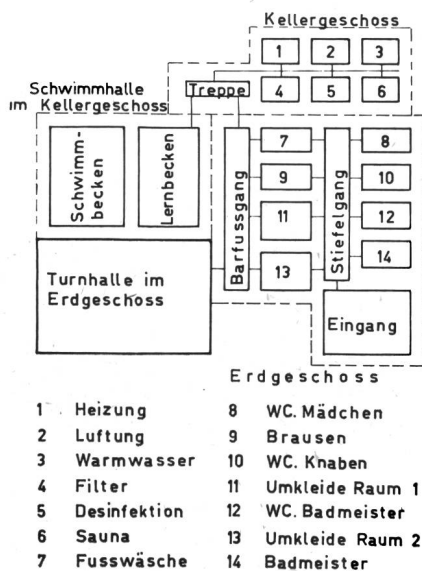 Kellergeschoss
1 2 3
Schwimmhalle
im Kellergeschoss
Treppe
4 5 6
Schwimm-
becken
Lernbecken
Barfussgang
7
9
11
13
Stiefelgang
8
10
12
14
Turnhalle im
Erdgeschoss
Eingang
Erdgeschoss
1 Heizung
2 Luftung
3 Warmwasser
4 Filter
5 Desinfektion
6 Sauna
7 Fusswäsche
8 WC. Mädchen
9 Brausen
10 WC. Knaben
11 Umkleide Raum 1
12 WC. Badmeister
13 Umkleide Raum 2
14 Badmeister